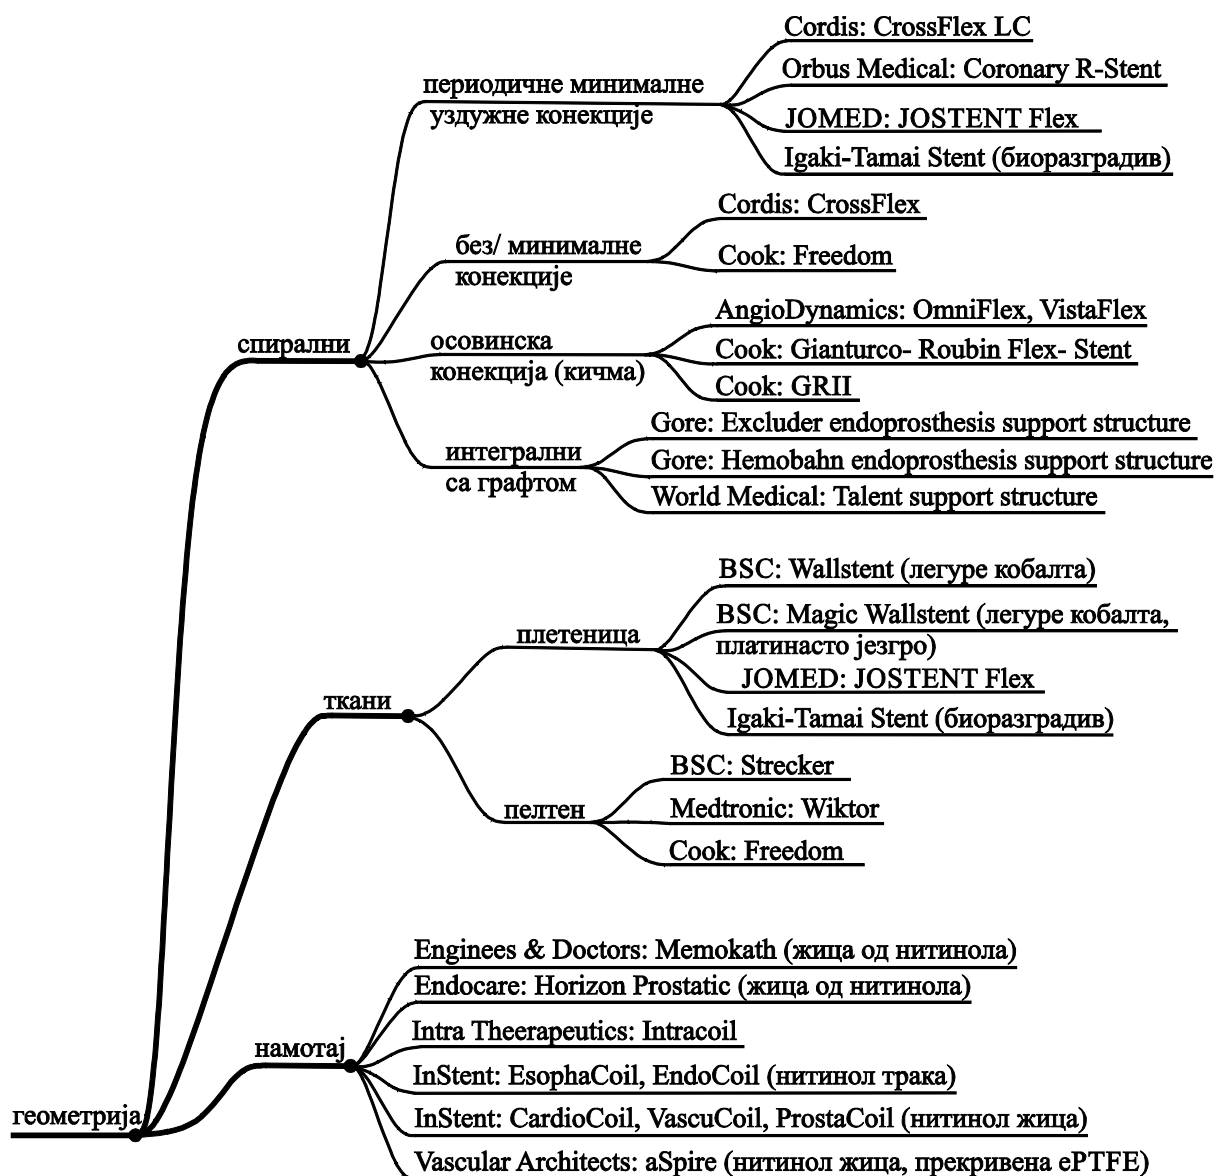 Cordis: CrossFlex LC
Orbus Medical: Coronary R-Stent
периодичне минималне
уздужне конекције
JOMED: JOSTENT Flex
Igaki-Tamai Stent (биоразградив)
Cordis: CrossFlex
без/ минималне
конекције
Cook: Freedom
AngioDynamics: OmniFlex, VistaFlex
спирални
осовинска
конекција (кичма)
Cook: Gianturco- Roubin Flex- Stent
Cook: GRII
Gore: Excluder endoprosthesis support structure
интегрални
са графтом
Gore: Hemobahn endoprosthesis support structure
World Medical: Talent support structure
BSC: Wallstent (легуре кобалта)
BSC: Magic Wallstent (легуре кобалта,
платинасто језгро)
плетеница
JOMED: JOSTENT Flex
ткани
Igaki-Tamai Stent (биоразградив)
BSC: Strecker
пелтен
Medtronic: Wiktor
Cook: Freedom
Enginees & Doctors: Memokath (жица од нитинола)
Endocare: Horizon Prostatic (жица од нитинола)
Intra Theerapeutics: Intracoil
намотај
InStent: EsophaCoil, EndoCoil (нитинол трака)
геометрија
InStent: CardioCoil, VascuCoil, ProstaCoil (нитинол жица)
Vascular Architects: aSpire (нитинол жица, прекривена ePTFE)